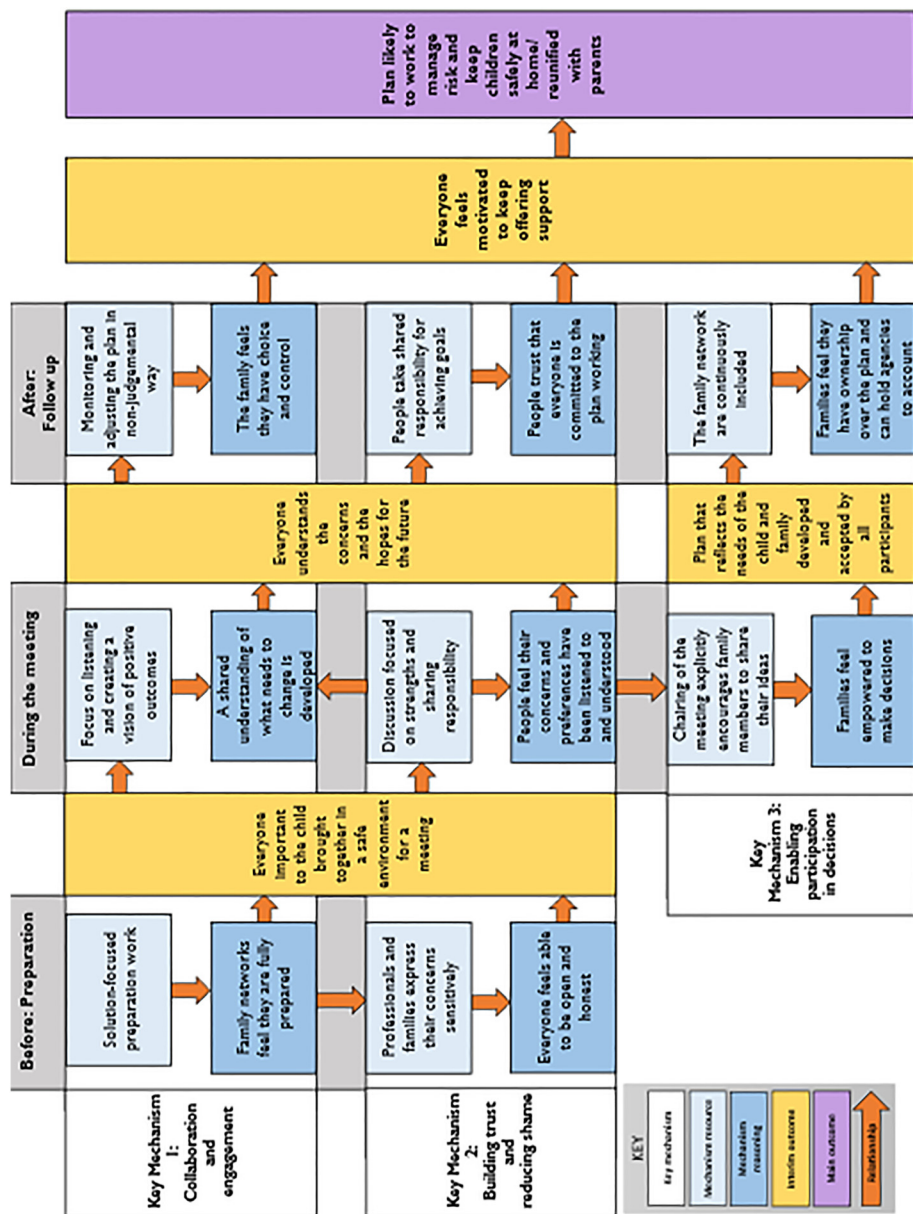 Before: Preparation
During the meeting
After:
Follow up
Key Mechanism
1:
Collaboration
and
engagement
Solution-focused
preparation work
Family networks
feel they are fully
prepared
Everyone
important
to the child
brought
together in
a safe
environment
for a
meeting
Focus on listening
and creating a
vision of positive
outcomes
A shared
understanding of
what needs to
change is
developed
Everyone
understands
the
concerns
and the
hopes for
the future
Monitoring and
adjusting the plan in
non-judgemental
way
The family feels
they have choice
and control
Everyone
feels
motivated
to keep
offering
support
Plan likely
to work to
manage
risk and
keep
children
safely at
home/
reunified
with
parents
Key Mechanism
2:
Building trust
and
reducing shame
Professionals and
families express
their concerns
sensitively
Everyone feels able
to be open and
honest
Discussion focused
on strengths and
sharing
responsibility
People feel their
concerns and
preferences have
been listened to
and understood
People take shared
responsibility for
achieving goals
People trust that
everyone is
committed to the
plan working
Key
Mechanism 3:
Enabling
participation
in decisions
Chairing of the
meeting explicitly
encourages family
members to share
their ideas
Families feel
empowered to
make decisions
Plan that
reflects the
needs of the
child and
family
developed
and
accepted by
all
participants
The family network
are continuously
included
Families feel they
have ownership
over the plan and
can hold agencies
to account
KEY
Key mechanism
Mechanism resource
Mechanism
reasoning
Interim outcome
Main outcome
Relationship